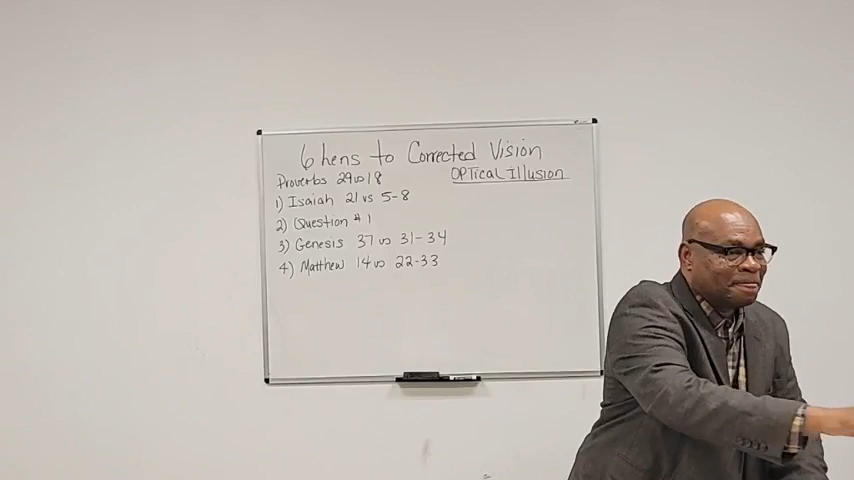 6 Lens to Corrected Vision
Proverbs 29 vs 18
OPTical Illusion
1) Isaiah 21 vs 5-8
2) Question # 1
3) Genesis 37 vs 31-34
4) Matthew 14 vs 22-33